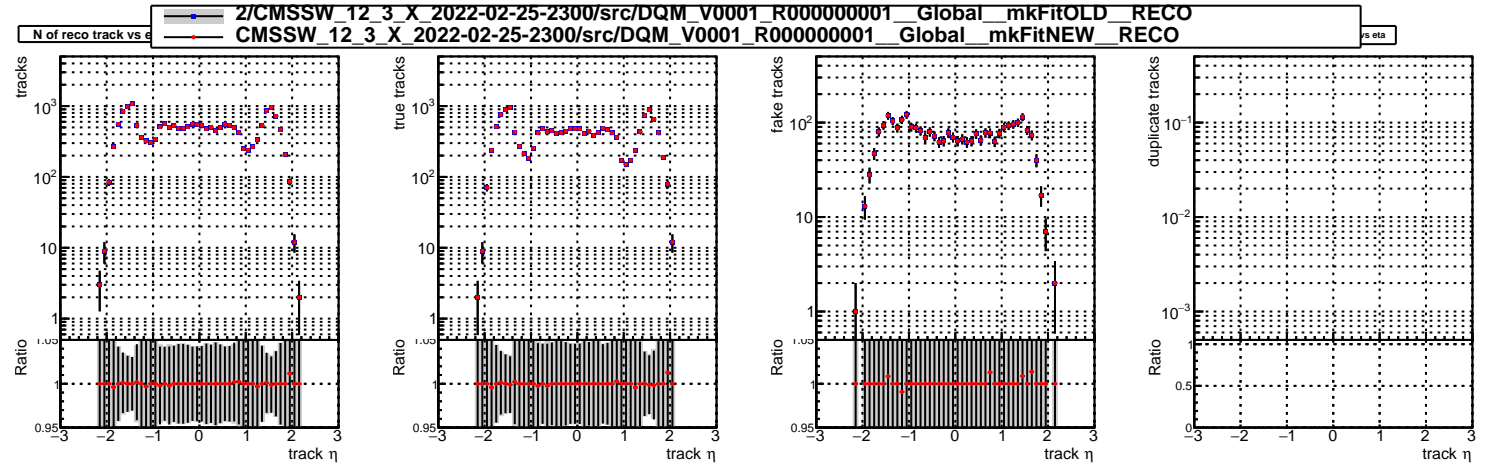 2/CMSSW_12_3_X_2022-02-25-2300/src/DQM_V0001_R000000001__Global__mkFitOLD__RECO
CMSSW_12_3_X_2022-02-25-2300/src/DQM_V0001_R000000001__Global__mkFitNEW__RECO
N of reco track vs e
vs eta
tracks
10³
10²
10
1
Ratio
1.05
1
0.95
−3 −2 −1 0 1 2 3
track η
true tracks
10³
10²
10
1
Ratio
1.05
1
0.95
−3 −2 −1 0 1 2 3
track η
fake tracks
10²
10
1
Ratio
1.05
1
0.95
−3 −2 −1 0 1 2 3
track η
duplicate tracks
10⁻¹
10⁻²
10⁻³
Ratio
1
0.5
0
−3 −2 −1 0 1 2 3
track η